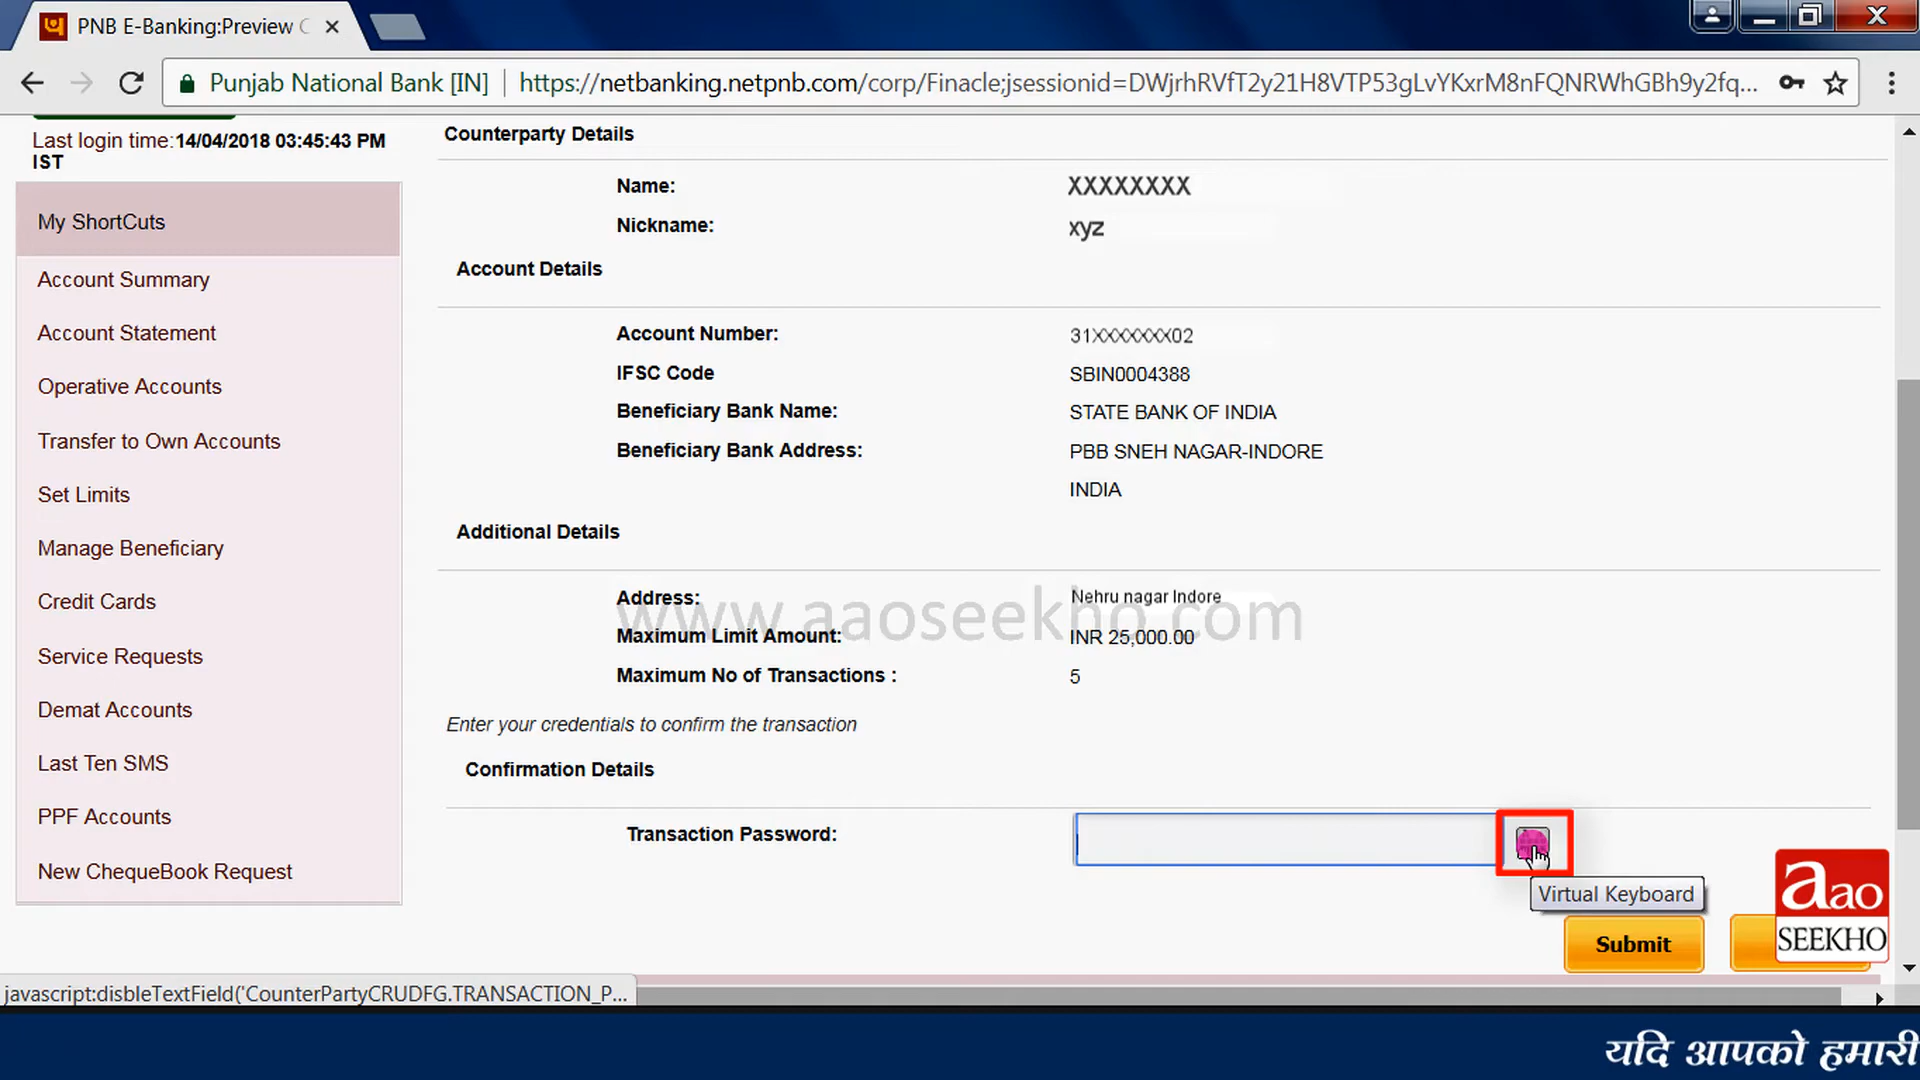 PNB E-Banking:Preview C
Punjab National Bank [IN]
https://netbanking.netpnb.com/corp/Finacle;jsessionid=DWjrhRVfT2y21H8VTP53gLvYKxrM8nFQNRWhGBh9y2fq...
Last login time:14/04/2018 03:45:43 PM
IST
My ShortCuts
Account Summary
Account Statement
Operative Accounts
Transfer to Own Accounts
Set Limits
Manage Beneficiary
Credit Cards
Service Requests
Demat Accounts
Last Ten SMS
PPF Accounts
New ChequeBook Request
Counterparty Details
Name: XXXXXXXX
Nickname: xyz
Account Details
Account Number: 31XXXXXXX02
IFSC Code SBIN0004388
Beneficiary Bank Name: STATE BANK OF INDIA
Beneficiary Bank Address: PBB SNEH NAGAR-INDORE
INDIA
Additional Details
Address: Nehru nagar Indore
www.aaoseekho.com
Maximum Limit Amount: INR 25,000.00
Maximum No of Transactions : 5
Enter your credentials to confirm the transaction
Confirmation Details
Transaction Password:
Virtual Keyboard
Submit
aao
SEEKHO
javascript:disbleTextField('CounterPartyCRUDFG.TRANSACTION_P...
यदि आपको हमारी